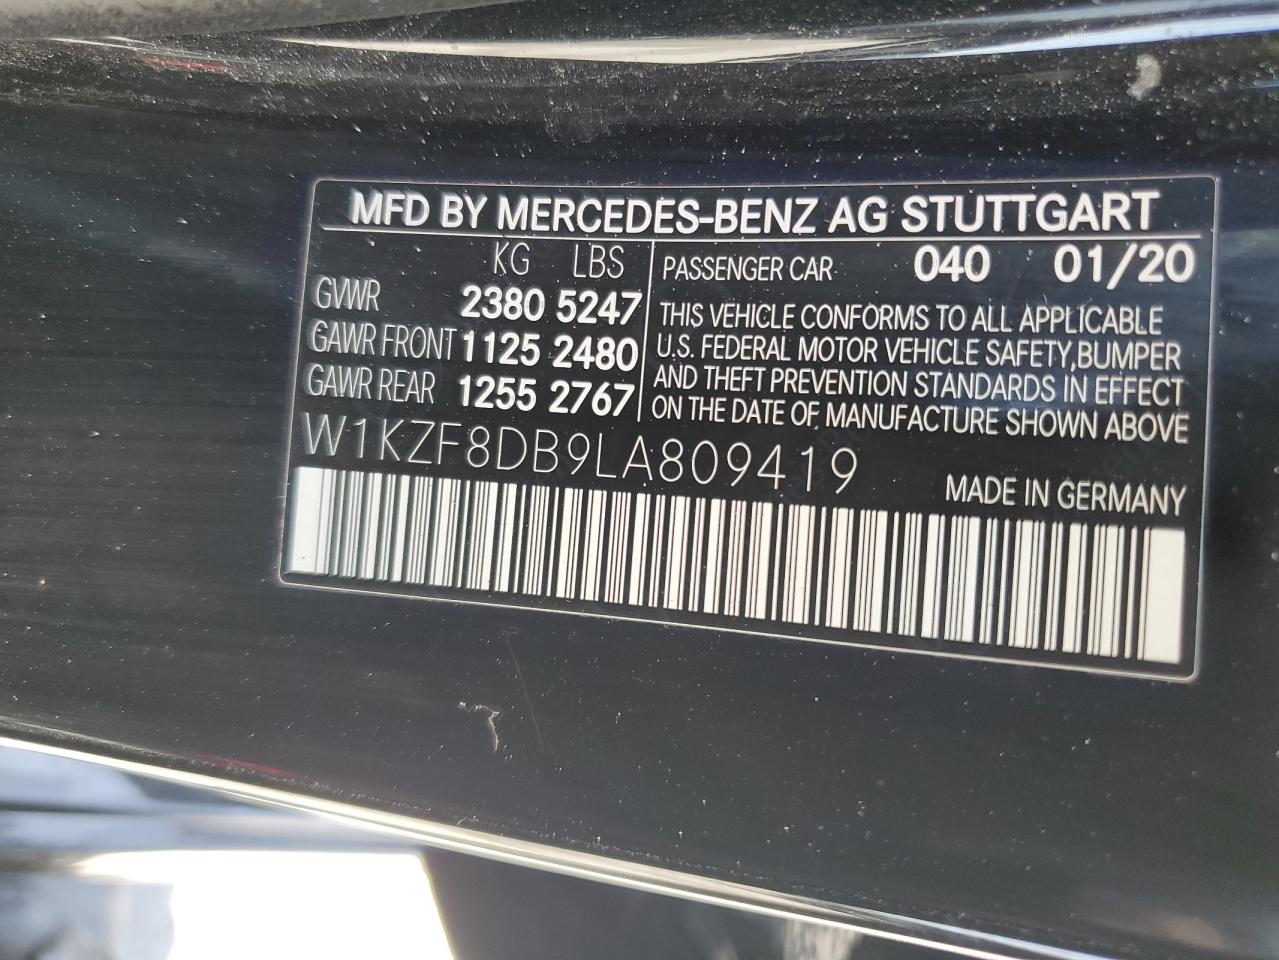 MFD BY MERCEDES-BENZ AG STUTTGART
KG LBS
GVWR 2380 5247
GAWR FRONT 1125 2480
GAWR REAR 1255 2767
PASSENGER CAR 040 01/20
THIS VEHICLE CONFORMS TO ALL APPLICABLE
U.S. FEDERAL MOTOR VEHICLE SAFETY,BUMPER
AND THEFT PREVENTION STANDARDS IN EFFECT
ON THE DATE OF MANUFACTURE SHOWN ABOVE
W1KZF8DB9LA809419
MADE IN GERMANY